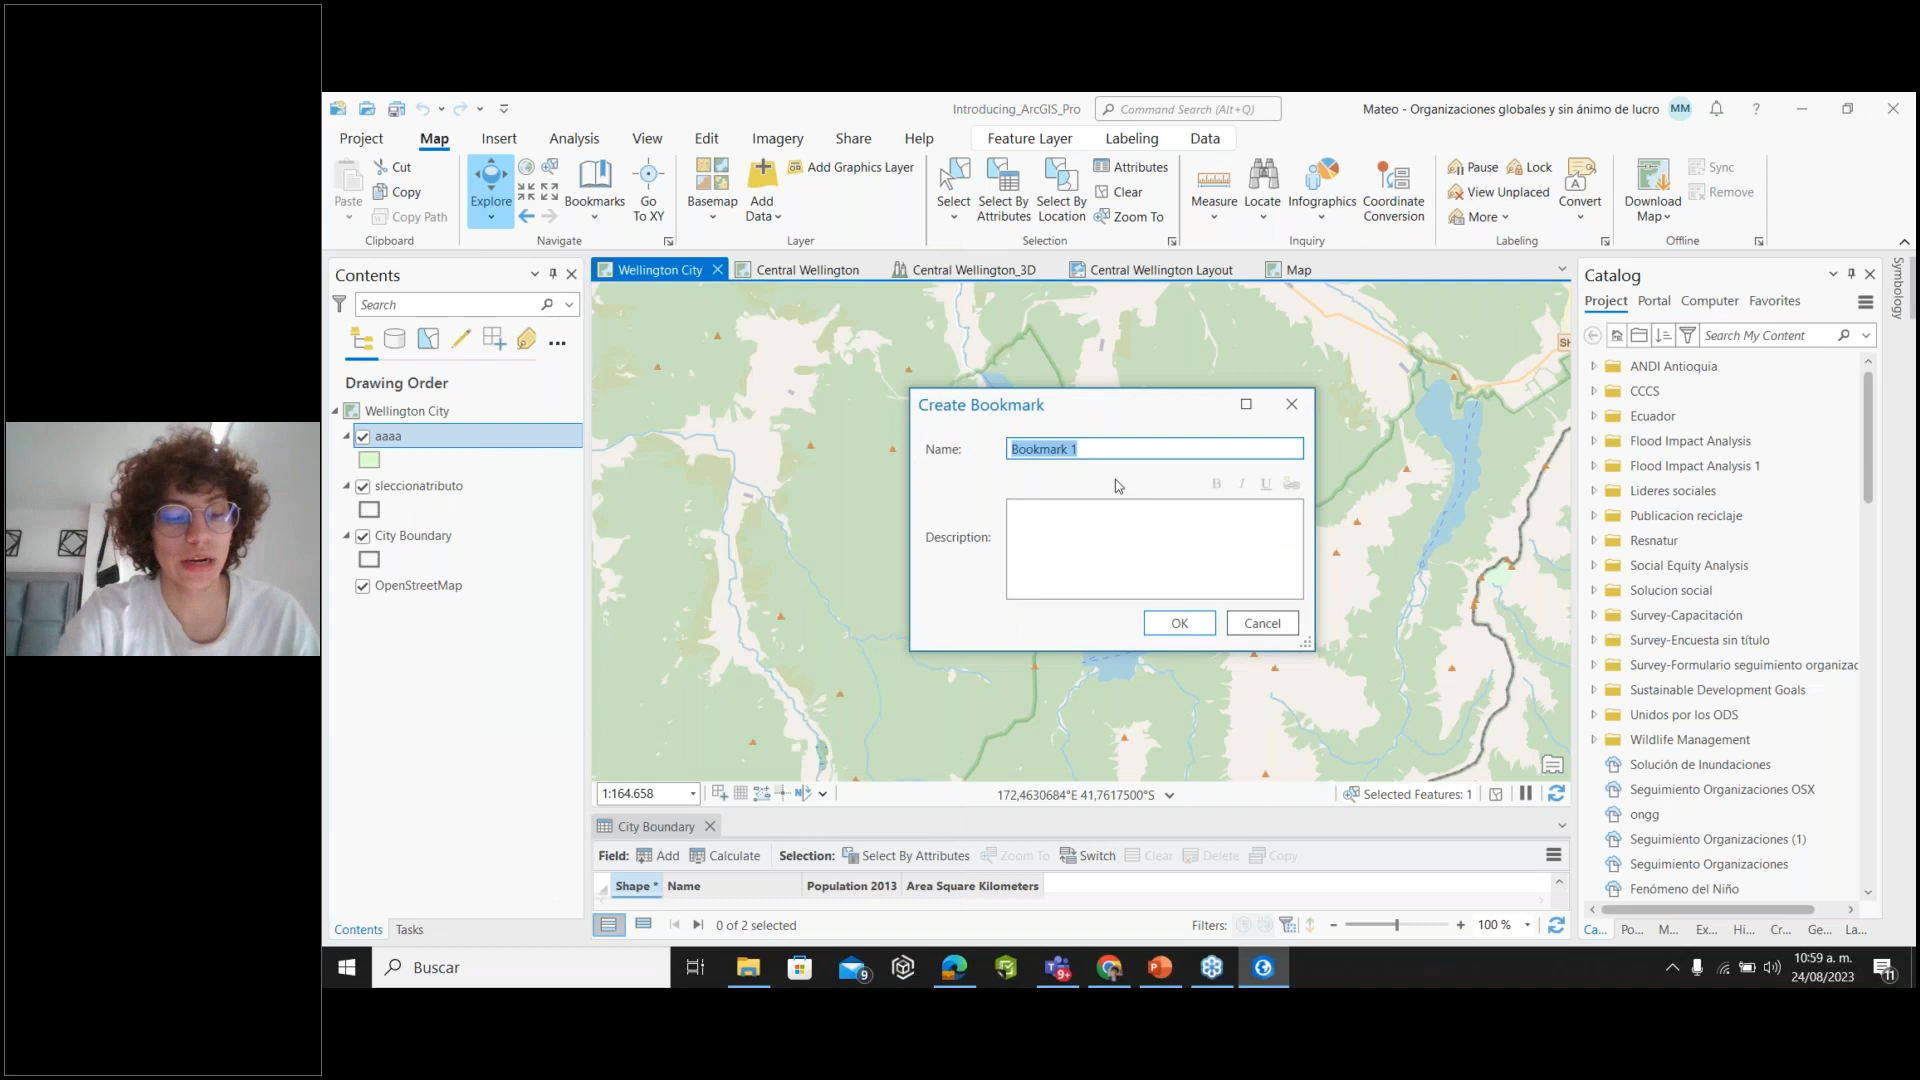 Introducing_ArcGIS_Pro
Command Search (Alt+Q)
Mateo - Organizaciones globales y sin ánimo de lucro
MM
Project Map Insert Analysis View Edit Imagery Share Help Feature Layer Labeling Data
Paste
Cut
Copy
Copy Path
Clipboard
Explore
Bookmarks
Go To XY
Navigate
Basemap
Add Data
Add Graphics Layer
Layer
Select
Select By Attributes
Select By Location
Attributes
Clear
Zoom To
Selection
Measure
Locate
Infographics
Coordinate Conversion
Inquiry
Pause
Lock
View Unplaced
More
Convert
Labeling
Download Map
Sync
Remove
Offline
Contents
Search
Drawing Order
Wellington City
aaaa
sleccionatributo
City Boundary
OpenStreetMap
Contents Tasks
Wellington City
Central Wellington
Central Wellington_3D
Central Wellington Layout
Map
SH
Create Bookmark
Name:
Bookmark 1
B I U
Description:
OK
Cancel
1:164.658
172,4630684°E 41,7617500°S
Selected Features: 1
City Boundary
Field: Add Calculate Selection: Select By Attributes Zoom To Switch Clear Delete Copy
Shape * Name Population 2013 Area Square Kilometers
0 of 2 selected
Filters:
- + 100 %
Catalog
Project Portal Computer Favorites
Search My Content
ANDI Antioquia
CCCS
Ecuador
Flood Impact Analysis
Flood Impact Analysis 1
Lideres sociales
Publicacion reciclaje
Resnatur
Social Equity Analysis
Solucion social
Survey-Capacitación
Survey-Encuesta sin título
Survey-Formulario seguimiento organizac
Sustainable Development Goals
Unidos por los ODS
Wildlife Management
Solución de Inundaciones
Seguimiento Organizaciones OSX
ongg
Seguimiento Organizaciones (1)
Seguimiento Organizaciones
Fenómeno del Niño
Ca... Po... M... Ex... Hi... Cr... Ge... La...
Symbology
Buscar
9
9+
10:59 a. m.
24/08/2023
11